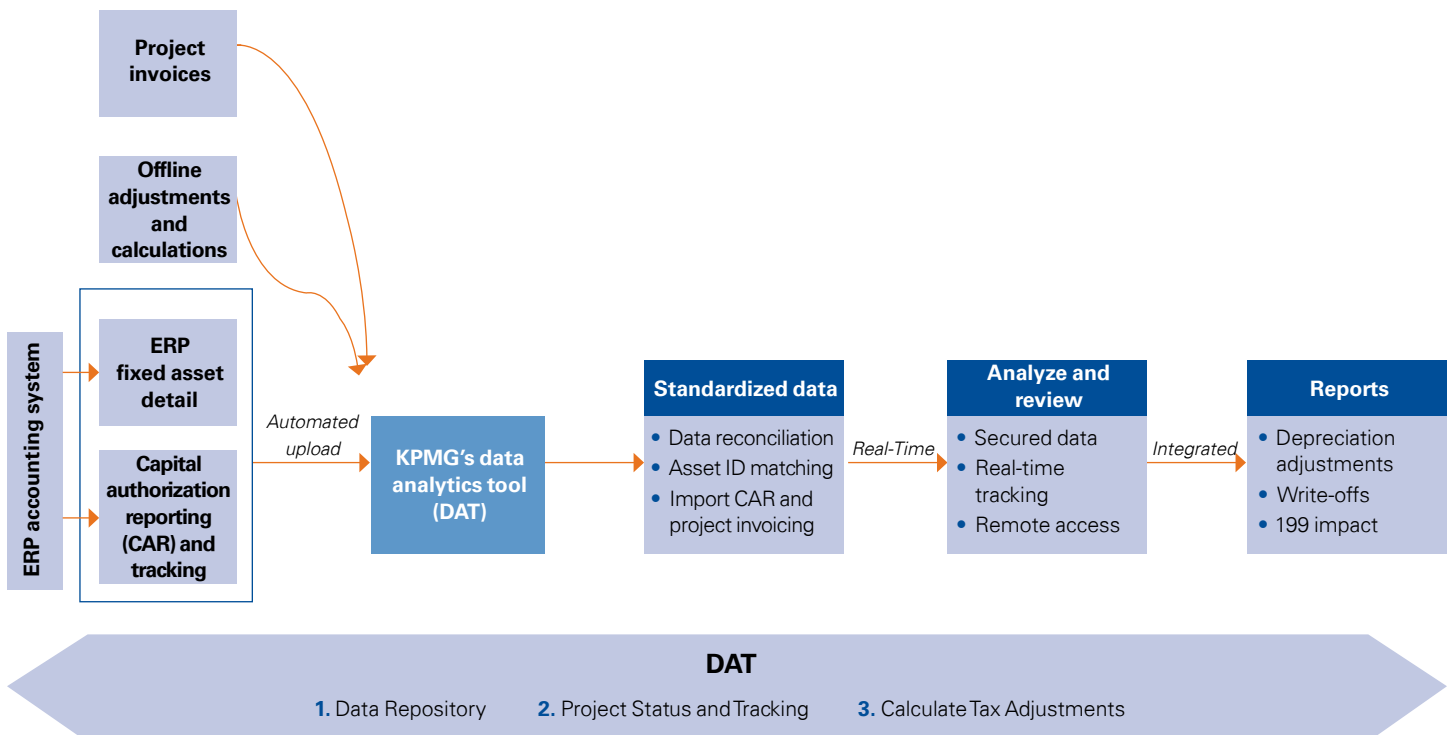 Project
invoices
Offline
adjustments
and
calculations
ERP accounting system
ERP
fixed asset
detail
Capital
authorization
reporting
(CAR) and
tracking
Automated
upload
KPMG's data
analytics tool
(DAT)
Standardized data
• Data reconciliation
• Asset ID matching
• Import CAR and
project invoicing
Real-Time
Analyze and
review
• Secured data
• Real-time
tracking
• Remote access
Integrated
Reports
• Depreciation
adjustments
• Write-offs
• 199 impact
DAT
1. Data Repository 2. Project Status and Tracking 3. Calculate Tax Adjustments